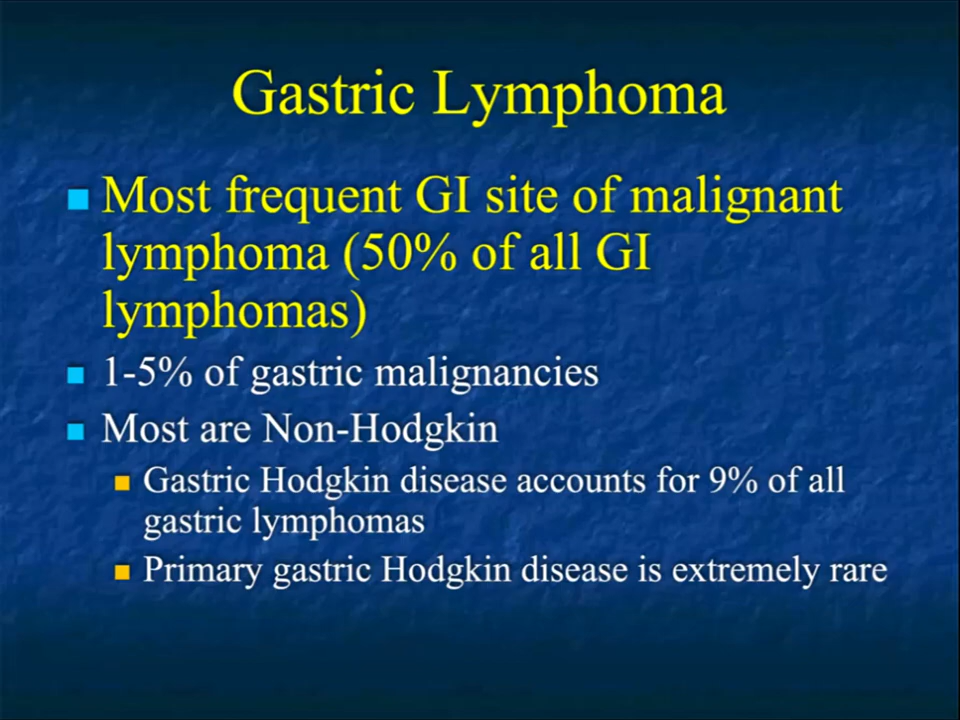 Gastric Lymphoma
Most frequent GI site of malignant
lymphoma (50% of all GI
lymphomas)
1-5% of gastric malignancies
Most are Non-Hodgkin
Gastric Hodgkin disease accounts for 9% of all
gastric lymphomas
Primary gastric Hodgkin disease is extremely rare